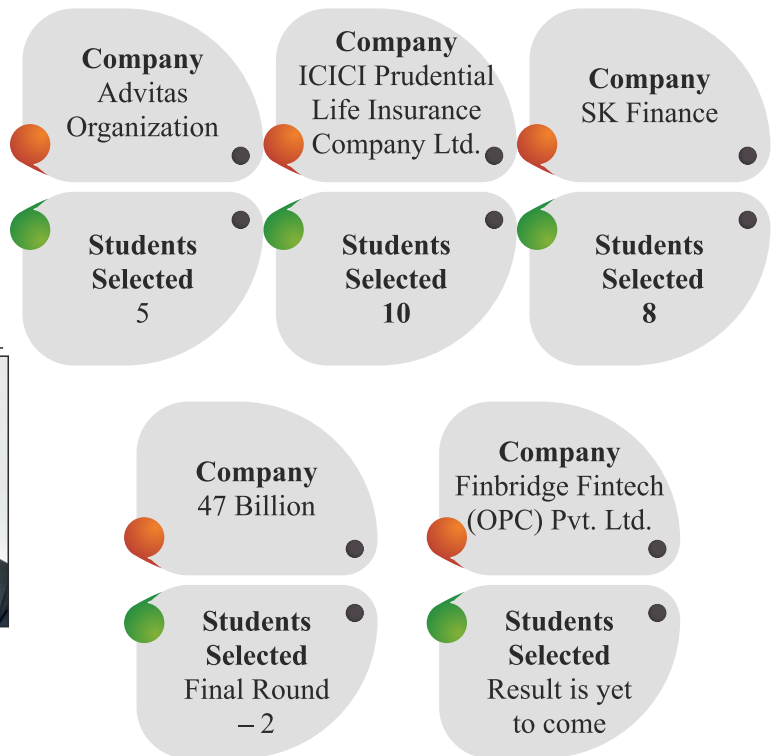 Company
Advitas
Organization
Company
ICICI Prudential
Life Insurance
Company Ltd.
Company
SK Finance
Students
Selected
5
Students
Selected
10
Students
Selected
8
Company
47 Billion
Company
Finbridge Fintech
(OPC) Pvt. Ltd.
Students
Selected
Final Round
– 2
Students
Selected
Result is yet
to come